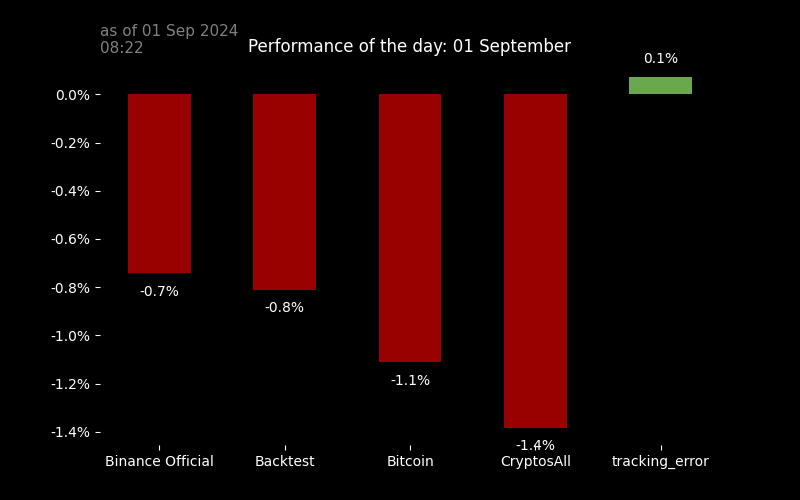 as of 01 Sep 2024
08:22
Performance of the day: 01 September
0.1%
0.0%
-0.2%
-0.4%
-0.6%
-0.8%
-1.0%
-1.2%
-1.4%
-0.7%
-0.8%
-1.1%
-1.4%
Binance Official
Backtest
Bitcoin
CryptosAll
tracking_error